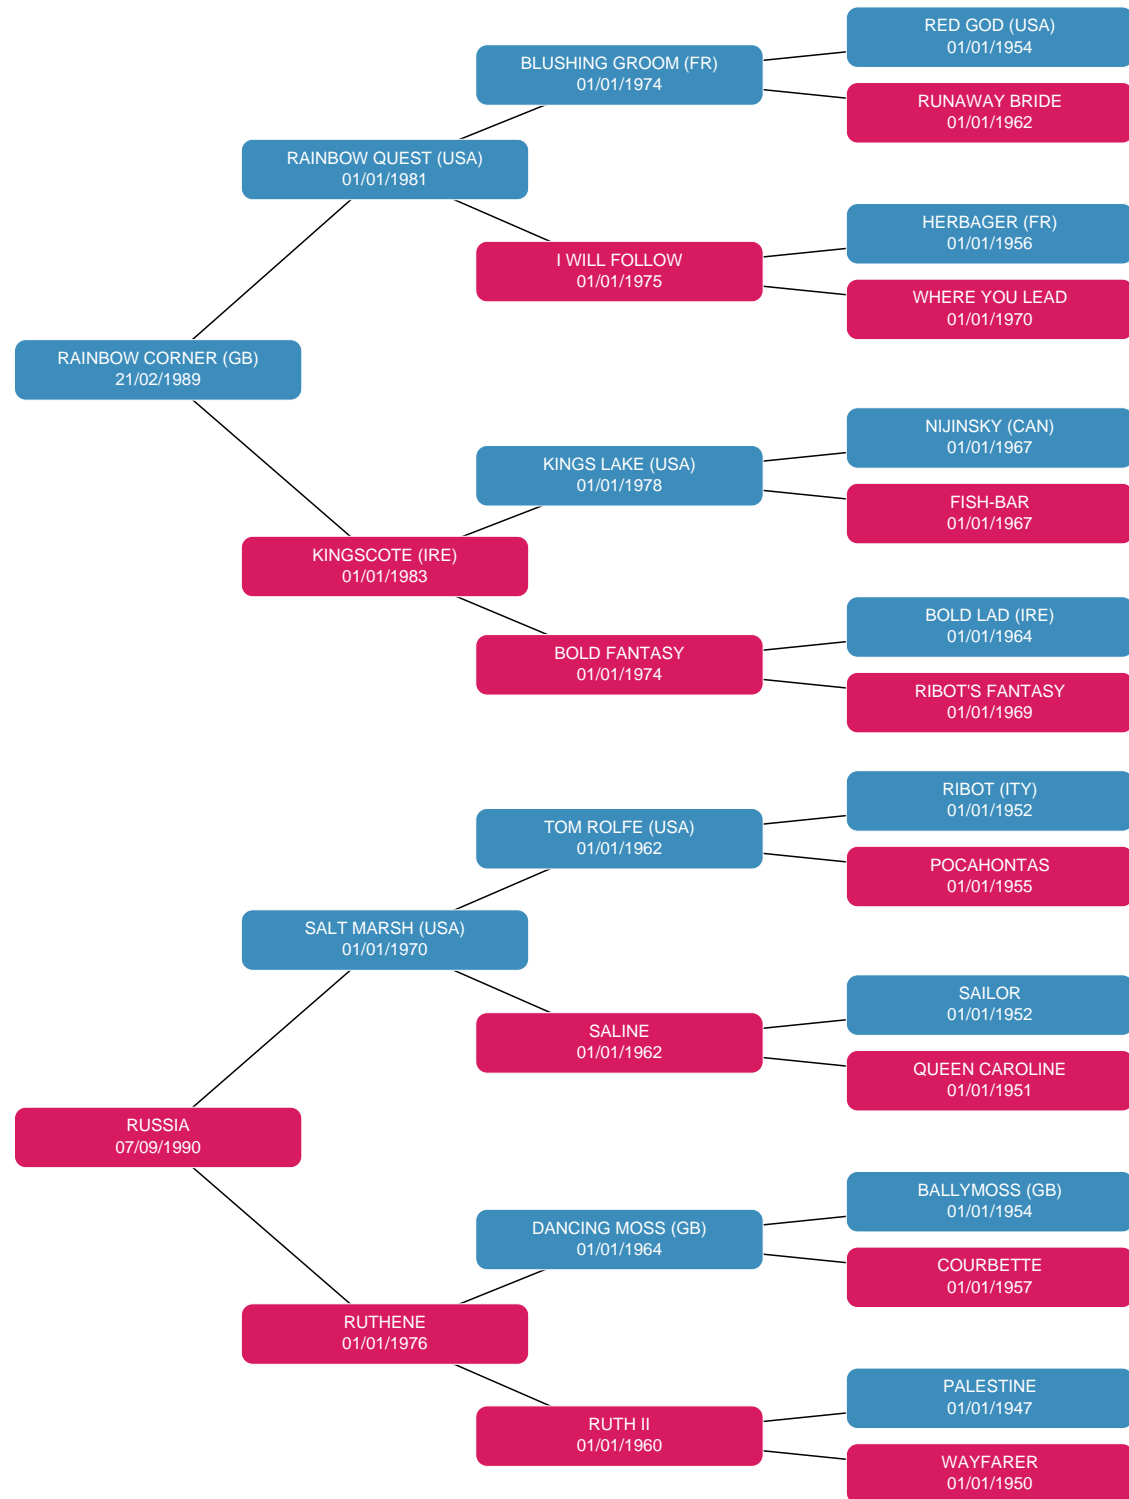 RED GOD (USA)
01/01/1954
BLUSHING GROOM (FR)
01/01/1974
RUNAWAY BRIDE
01/01/1962
RAINBOW QUEST (USA)
01/01/1981
HERBAGER (FR)
01/01/1956
I WILL FOLLOW
01/01/1975
WHERE YOU LEAD
01/01/1970
RAINBOW CORNER (GB)
21/02/1989
NIJINSKY (CAN)
01/01/1967
KINGS LAKE (USA)
01/01/1978
FISH-BAR
01/01/1967
KINGSCOTE (IRE)
01/01/1983
BOLD LAD (IRE)
01/01/1964
BOLD FANTASY
01/01/1974
RIBOT'S FANTASY
01/01/1969
RIBOT (ITY)
01/01/1952
TOM ROLFE (USA)
01/01/1962
POCAHONTAS
01/01/1955
SALT MARSH (USA)
01/01/1970
SAILOR
01/01/1952
SALINE
01/01/1962
QUEEN CAROLINE
01/01/1951
RUSSIA
07/09/1990
BALLYMOSS (GB)
01/01/1954
DANCING MOSS (GB)
01/01/1964
COURBETTE
01/01/1957
RUTHENE
01/01/1976
PALESTINE
01/01/1947
RUTH II
01/01/1960
WAYFARER
01/01/1950